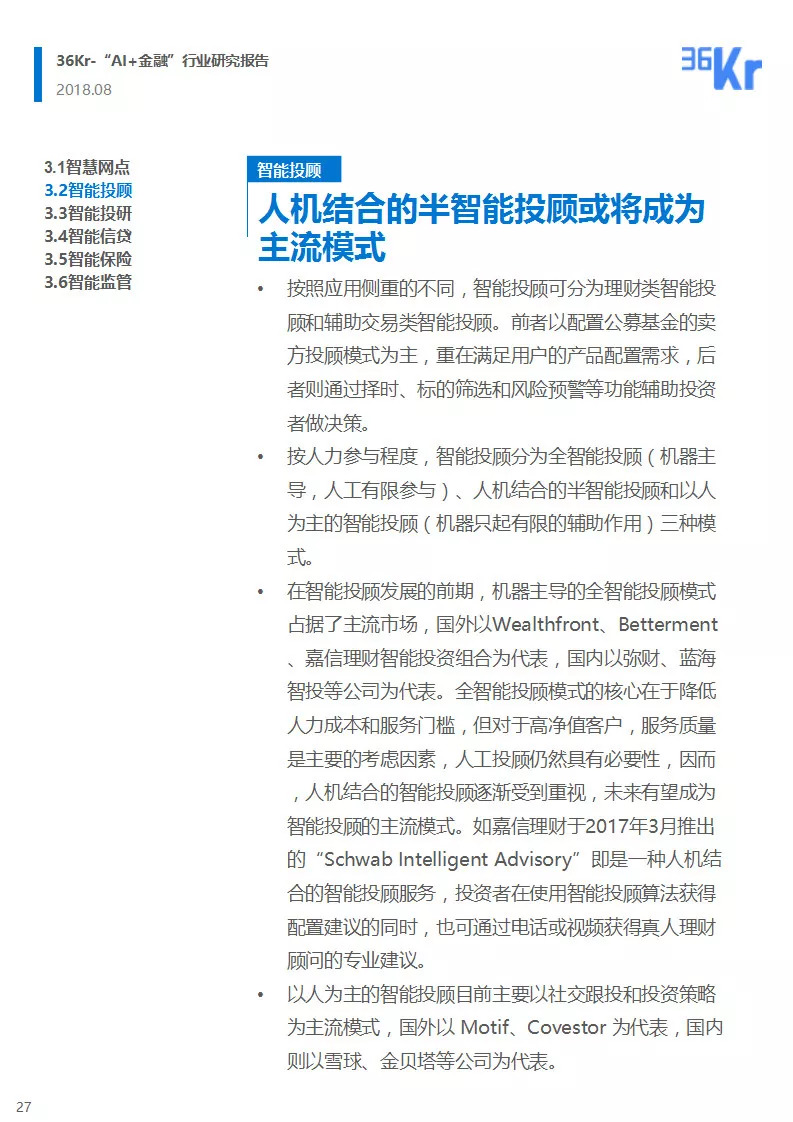 36Kr-“AI+金融”行业研究报告
2018.08
36Kr
3.1智慧网点
3.2智能投顾
3.3智能投研
3.4智能信贷
3.5智能保险
3.6智能监管
智能投顾
人机结合的半智能投顾或将成为
主流模式
• 按照应用侧重的不同，智能投顾可分为理财类智能投
顾和辅助交易类智能投顾。前者以配置公募基金的卖
方投顾模式为主，重在满足用户的产品配置需求，后
者则通过择时、标的筛选和风险预警等功能辅助投资
者做决策。
• 按人力参与程度，智能投顾分为全智能投顾（机器主
导，人工有限参与）、人机结合的半智能投顾和以人
为主的智能投顾（机器只起有限的辅助作用）三种模
式。
• 在智能投顾发展的前期，机器主导的全智能投顾模式
占据了主流市场，国外以Wealthfront、Betterment
、嘉信理财智能投资组合为代表，国内以弥财、蓝海
智投等公司为代表。全智能投顾模式的核心在于降低
人力成本和服务门槛，但对于高净值客户，服务质量
是主要的考虑因素，人工投顾仍然具有必要性，因而
，人机结合的智能投顾逐渐受到重视，未来有望成为
智能投顾的主流模式。如嘉信理财于2017年3月推出
的“Schwab Intelligent Advisory”即是一种人机结
合的智能投顾服务，投资者在使用智能投顾算法获得
配置建议的同时，也可通过电话或视频获得真人理财
顾问的专业建议。
• 以人为主的智能投顾目前主要以社交跟投和投资策略
为主流模式，国外以 Motif、Covestor 为代表，国内
则以雪球、金贝塔等公司为代表。
27